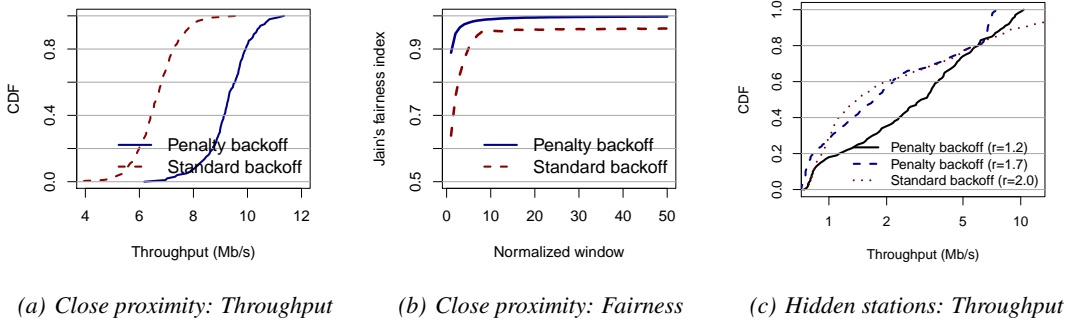 CDF
0.0
0.4
0.8
Penalty backoff
Standard backoff
4
6
8
10
12
Throughput (Mb/s)
(a) Close proximity: Throughput
Jain's fairness index
0.5
0.7
0.9
Penalty backoff
Standard backoff
0
10
20
30
40
50
Normalized window
(b) Close proximity: Fairness
CDF
0.0
0.2
0.4
0.6
0.8
1.0
Penalty backoff (r=1.2)
Penalty backoff (r=1.7)
Standard backoff (r=2.0)
1
2
5
10
Throughput (Mb/s)
(c) Hidden stations: Throughput